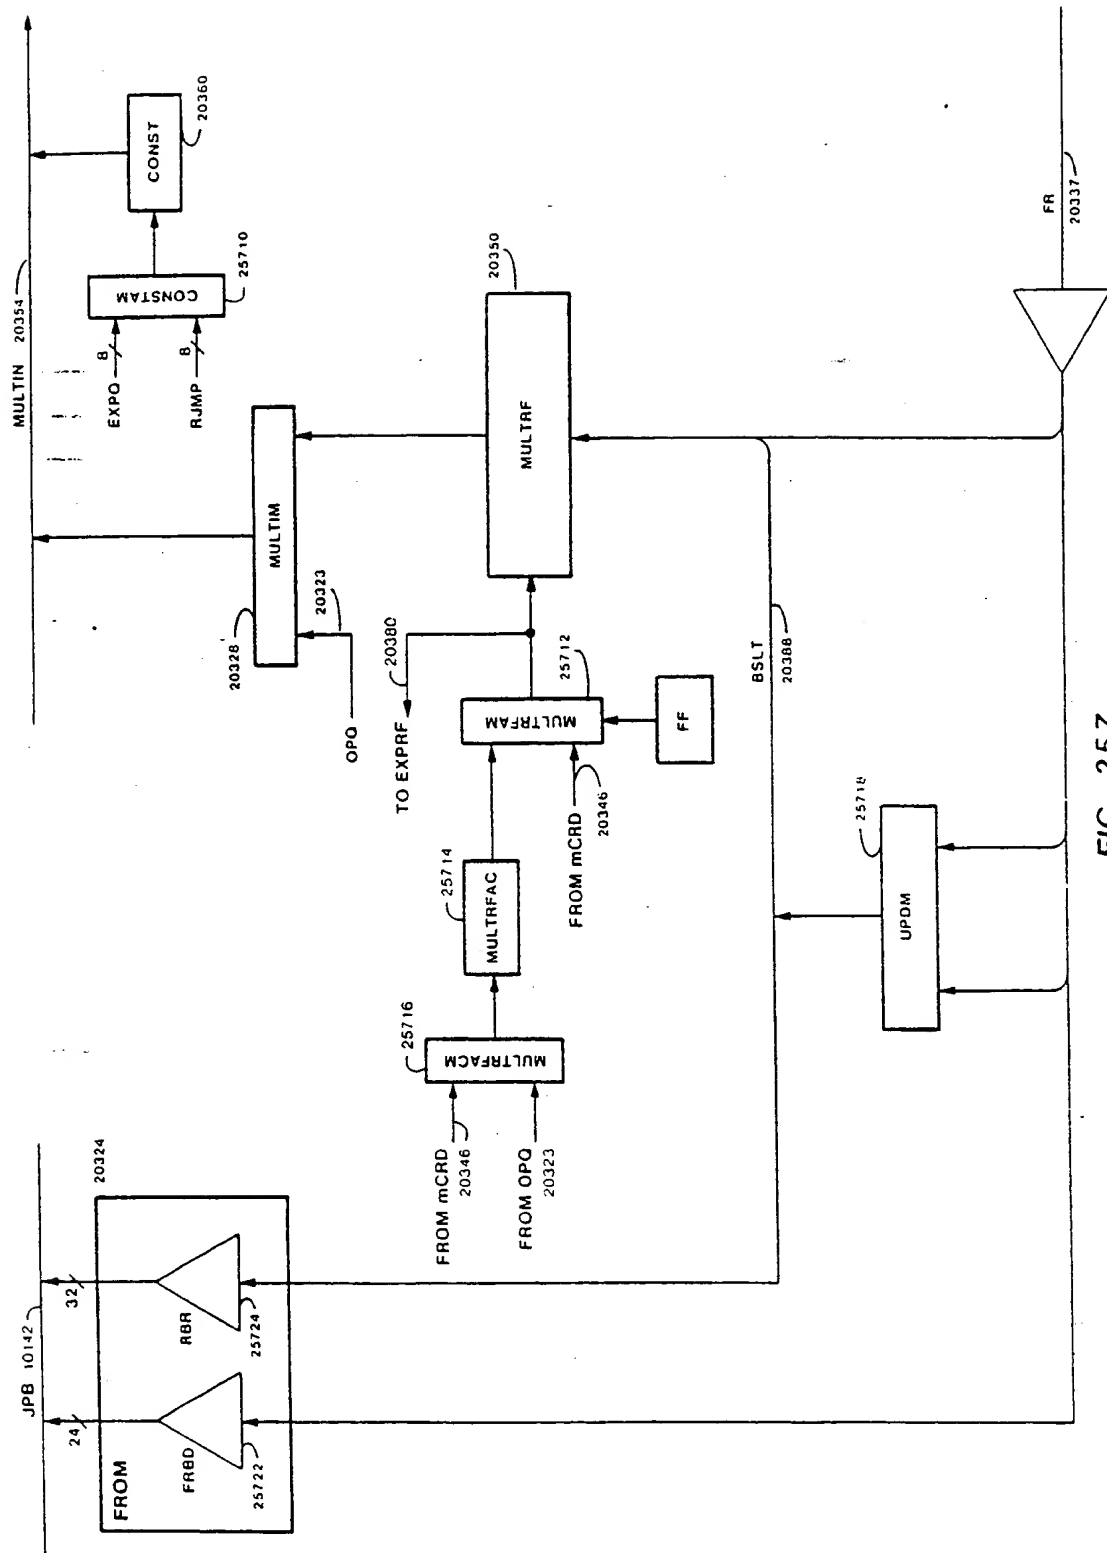 JPB 10142
24
32
20324
FROM
FRBD
25722
RBR
25724
MULTIN 20354
EXPQ
8
RJMP
8
CONSTAM
25710
CONST
20360
20328
MULTIM
20323
OPQ
TO EXPRF
20380
FROM mCRD
20346
FROM OPQ
20323
MULTRFACM
25716
MULTRFAC
25714
FROM mCRD
20346
MULTRFAM
25712
FF
MULTRF
20350
BSLT
20388
UPDM
25718
FR
20337
FIG 257